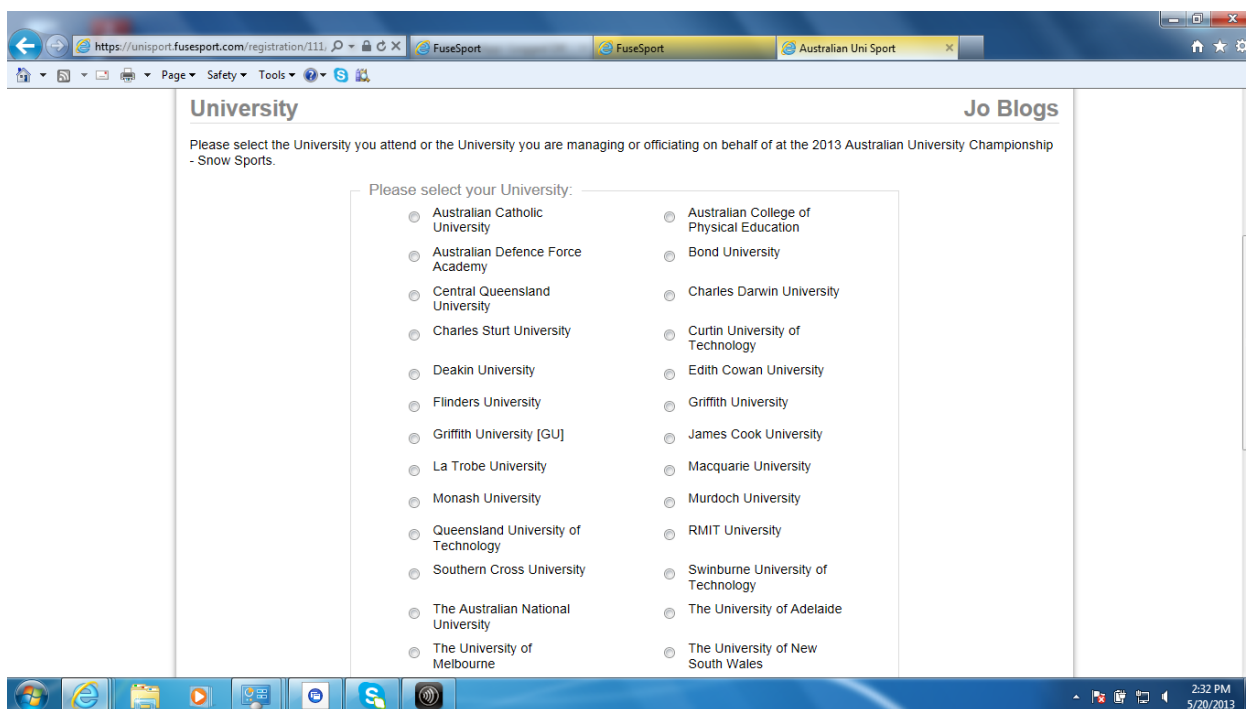 https://unisport.fusesport.com/registration/111,
FuseSport
FuseSport
Australian Uni Sport
Page
Safety
Tools
University
Jo Blogs
Please select the University you attend or the University you are managing or officiating on behalf of at the 2013 Australian University Championship
- Snow Sports.
Please select your University:
Australian Catholic
University
Australian College of
Physical Education
Australian Defence Force
Academy
Bond University
Central Queensland
University
Charles Darwin University
Charles Sturt University
Curtin University of
Technology
Deakin University
Edith Cowan University
Flinders University
Griffith University
Griffith University [GU]
James Cook University
La Trobe University
Macquarie University
Monash University
Murdoch University
Queensland University of
Technology
RMIT University
Southern Cross University
Swinburne University of
Technology
The Australian National
University
The University of Adelaide
The University of
Melbourne
The University of New
South Wales
2:32 PM
5/20/2013